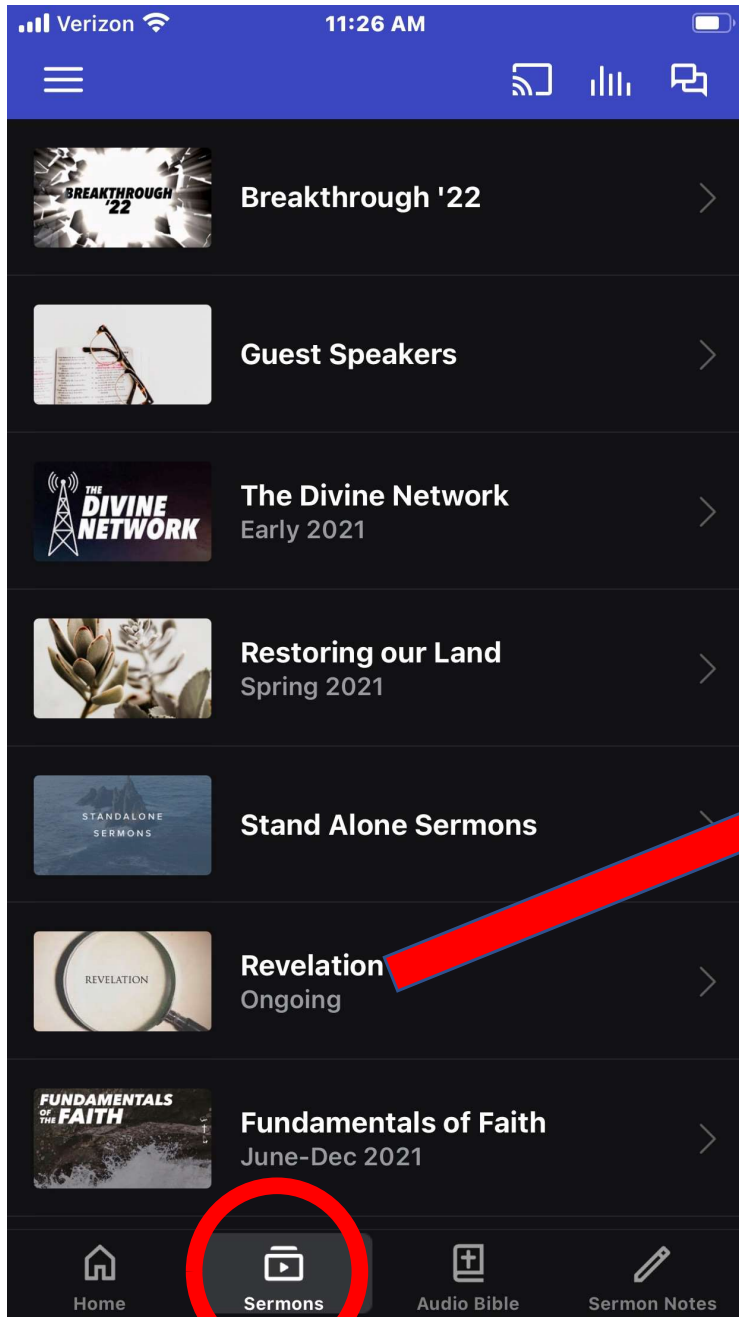 Verizon
11:26 AM
BREAKTHROUGH
'22
Breakthrough '22
Guest Speakers
THE
DIVINE
NETWORK
The Divine Network
Early 2021
Restoring our Land
Spring 2021
STANDALONE
SERMONS
Stand Alone Sermons
REVELATION
Revelation
Ongoing
FUNDAMENTALS
OF THE FAITH
Fundamentals of Faith
June-Dec 2021
Home
Sermons
Audio Bible
Sermon Notes